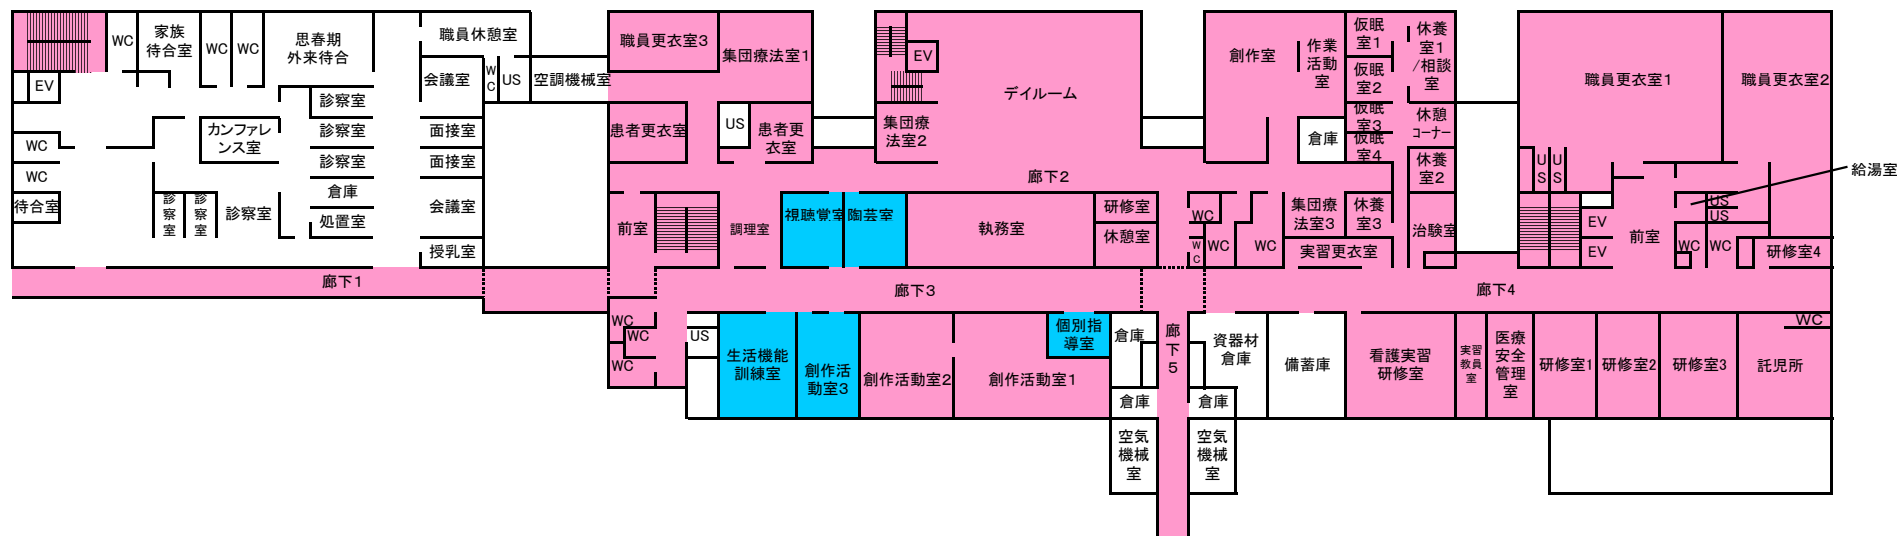 WC
家族
待合室
WC
WC
思春期
外来待合
職員休憩室
職員更衣室3
集団療法室1
EV
創作室
作業
活動
室
仮眠
室1
休養
室1
/相談
室
職員更衣室1
職員更衣室2
EV
診察室
会議室
W
C
US
空調機械室
デイルーム
仮眠
室2
カンファレ
ンス室
診察室
面接室
患者更衣室
US
患者更
衣室
集団療
法室2
倉庫
仮眠
室3
仮眠
室4
休憩
コーナー
WC
診察室
面接室
廊下2
休養
室2
U
S
U
S
給湯室
WC
待合室
診
察
室
診
察
室
診察室
倉庫
処置室
会議室
授乳室
前室
調理室
視聴覚室
陶芸室
執務室
研修室
休憩室
WC
W
C
WC
WC
集団療
法室3
休養
室3
実習更衣室
治験室
EV
EV
前室
US
US
WC
WC
研修室4
廊下1
廊下3
廊下4
WC
WC
WC
US
生活機能
訓練室
創作活
動室3
創作活動室2
創作活動室1
個別指
導室
倉庫
倉庫
廊
下
5
資器材
倉庫
倉庫
備蓄庫
看護実習
研修室
実習
教員
室
医療
安全
管理
室
研修室1
研修室2
研修室3
WC
託児所
空気
機械
室
空気
機械
室